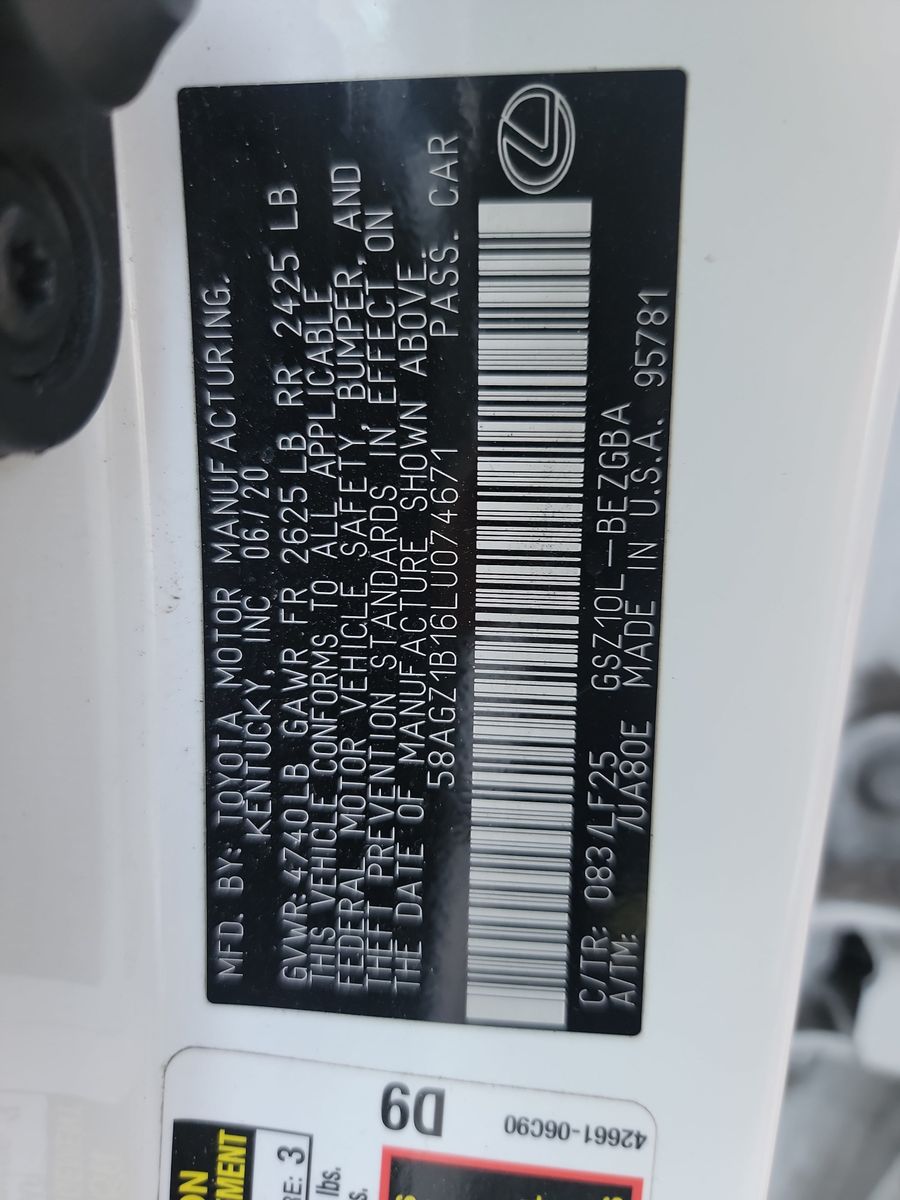 MFD. BY: TOYOTA MOTOR MANUFACTURING.
KENTUCKY, INC 06/20
GVWR: 4740LB GAWR FR 2625 LB RR 2425 LB
THIS VEHICLE CONFORMS TO ALL APPLICABLE
FEDERAL MOTOR VEHICLE SAFETY, BUMPER, AND
THEFT PREVENTION STANDARDS IN EFFECT ON
THE DATE OF MANUFACTURE SHOWN ABOVE.
58AGZ1B16LU074671 PASS. CAR
C/TR: 083/LF25 GSZ10L-BEZGBA
A/TM: /UA80E MADE IN U.S.A. 95781
D9
42661-06C90
3
lbs.